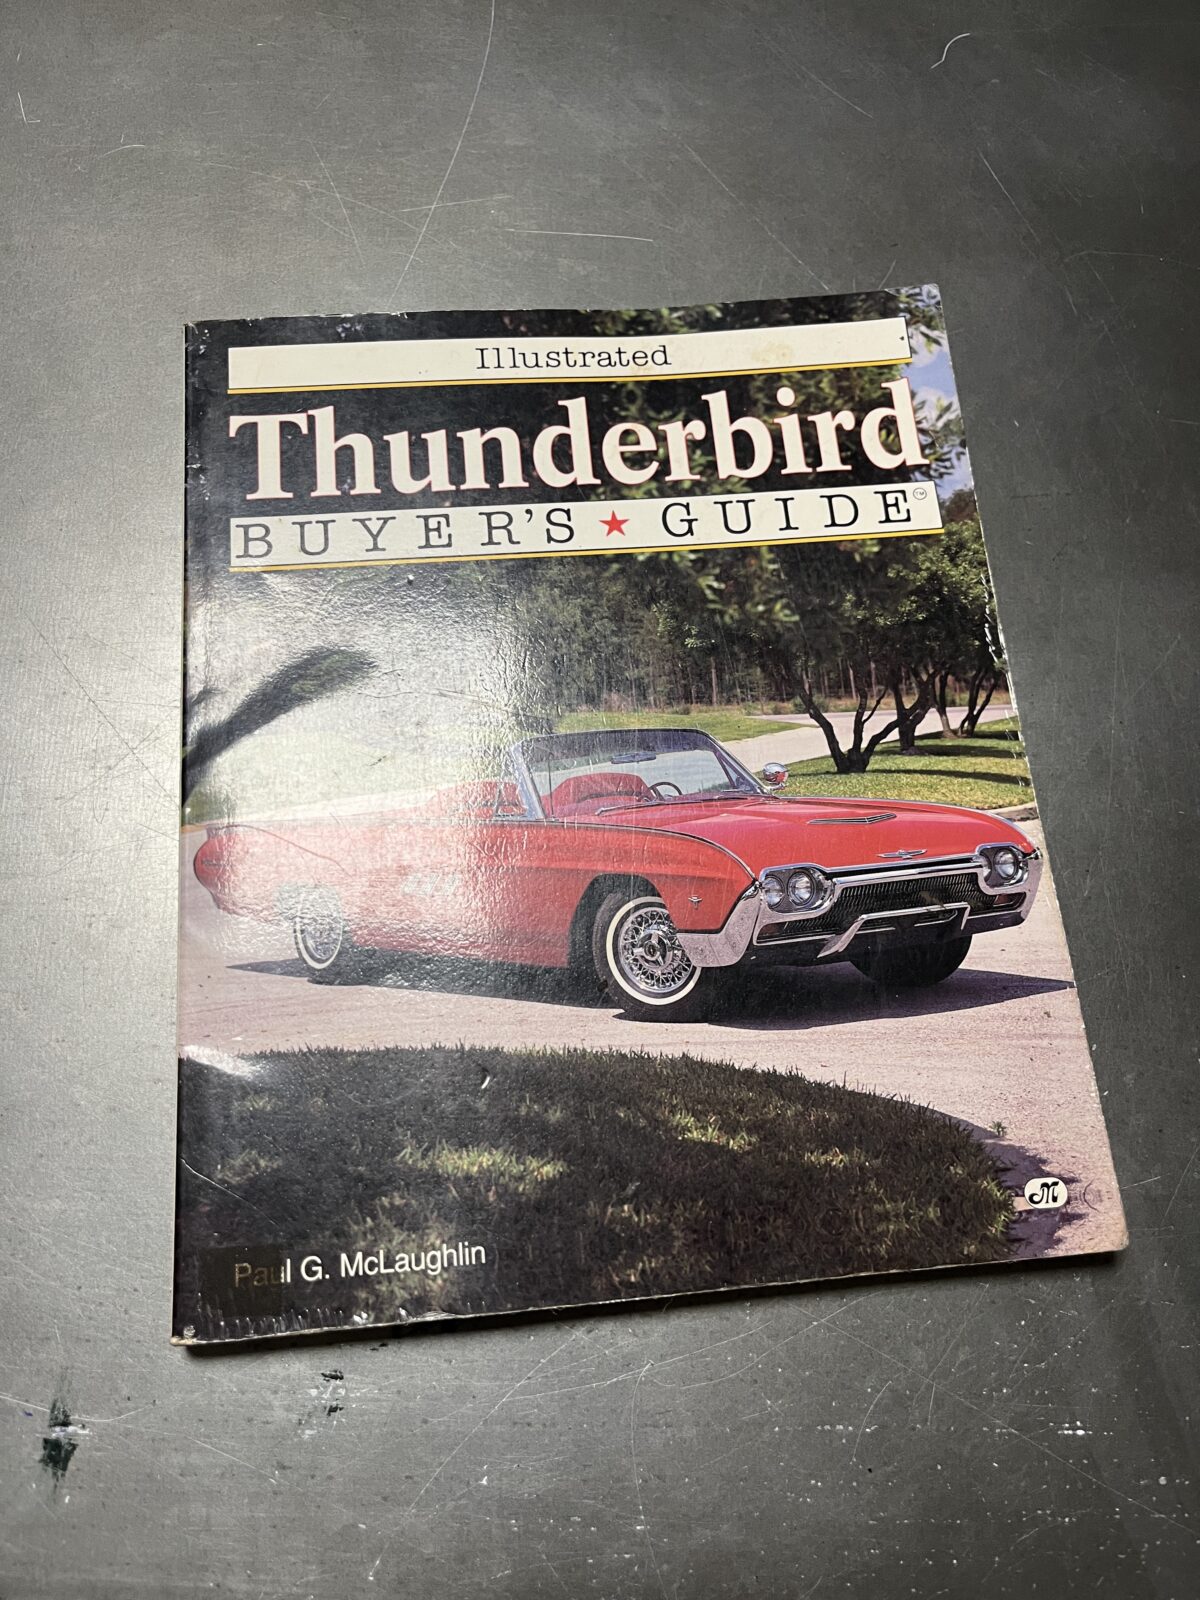 Illustrated
Thunderbird
BUYER'S ★ GUIDE™
Paul G. McLaughlin
M